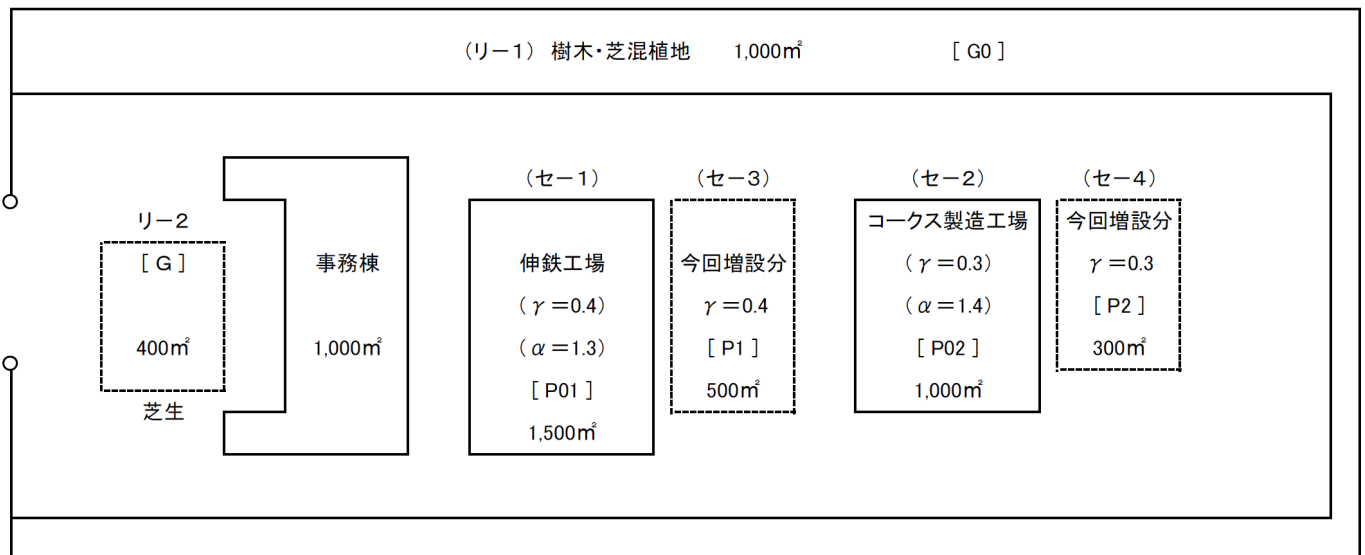 （リー１） 樹木・芝混植地 1,000㎡ ［ G0 ］
リー２
［ G ］
400㎡
芝生
事務棟
1,000㎡
（セー１）
伸鉄工場
（γ＝0.4）
（α＝1.3）
［ P01 ］
1,500㎡
（セー３）
今回増設分
γ＝0.4
［ P1 ］
500㎡
（セー２）
コークス製造工場
（γ＝0.3）
（α＝1.4）
［ P02 ］
1,000㎡
（セー４）
今回増設分
γ＝0.3
［ P2 ］
300㎡